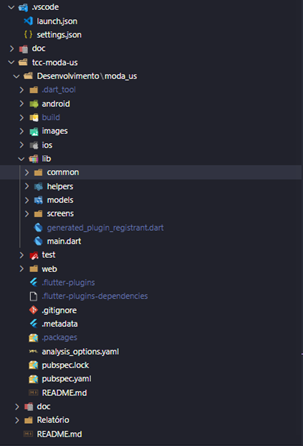 .vscode
launch.json
settings.json
doc
tcc-moda-us
Desenvolvimento\moda_us
.dart_tool
android
build
images
ios
lib
common
helpers
models
screens
generated_plugin_registrant.dart
main.dart
test
web
.flutter-plugins
.flutter-plugins-dependencies
.gitignore
.metadata
.packages
analysis_options.yaml
pubspec.lock
pubspec.yaml
README.md
doc
Relatório
README.md